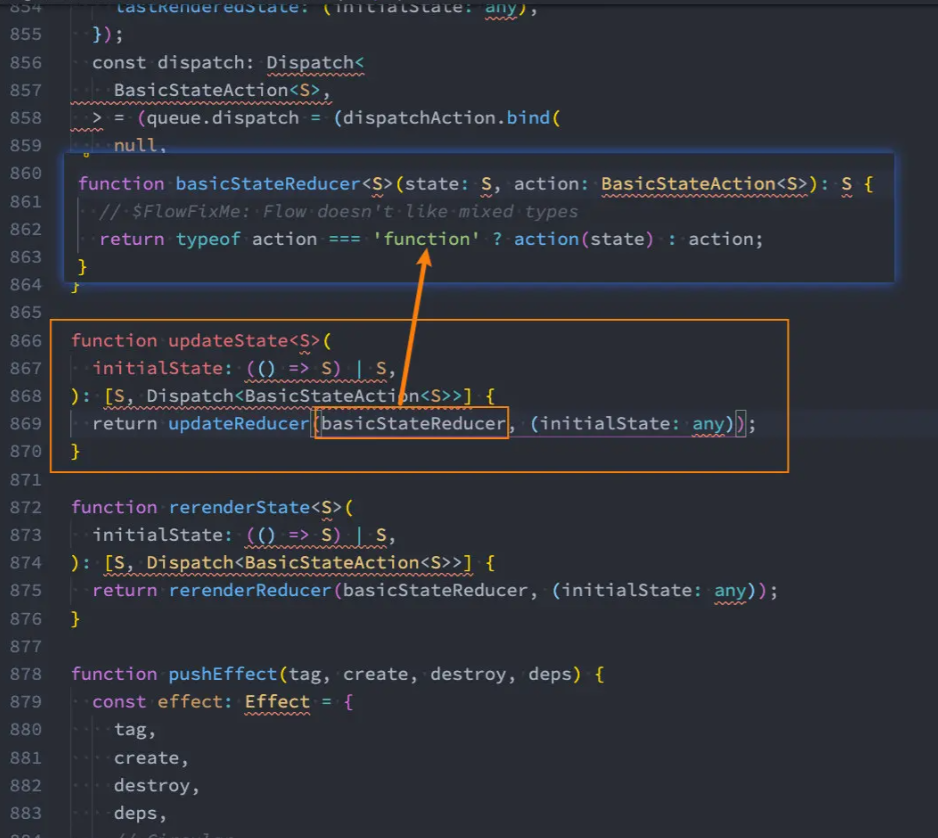 854 lastRenderedState: (initialState: any),
855 });
856 const dispatch: Dispatch<
857 BasicStateAction<S>,
858 > = (queue.dispatch = (dispatchAction.bind(
859 null,
860 function basicStateReducer<S>(state: S, action: BasicStateAction<S>): S {
861 // $FlowFixMe: Flow doesn't like mixed types
862 return typeof action === 'function' ? action(state) : action;
863 }
864 }
865
866 function updateState<S>(
867 initialState: (() => S) | S,
868 ): [S, Dispatch<BasicStateAction<S>>] {
869 return updateReducer(basicStateReducer, (initialState: any));
870 }
871
872 function rerenderState<S>(
873 initialState: (() => S) | S,
874 ): [S, Dispatch<BasicStateAction<S>>] {
875 return rerenderReducer(basicStateReducer, (initialState: any));
876 }
877
878 function pushEffect(tag, create, destroy, deps) {
879 const effect: Effect = {
880 tag,
881 create,
882 destroy,
883 deps,
884 // Circular